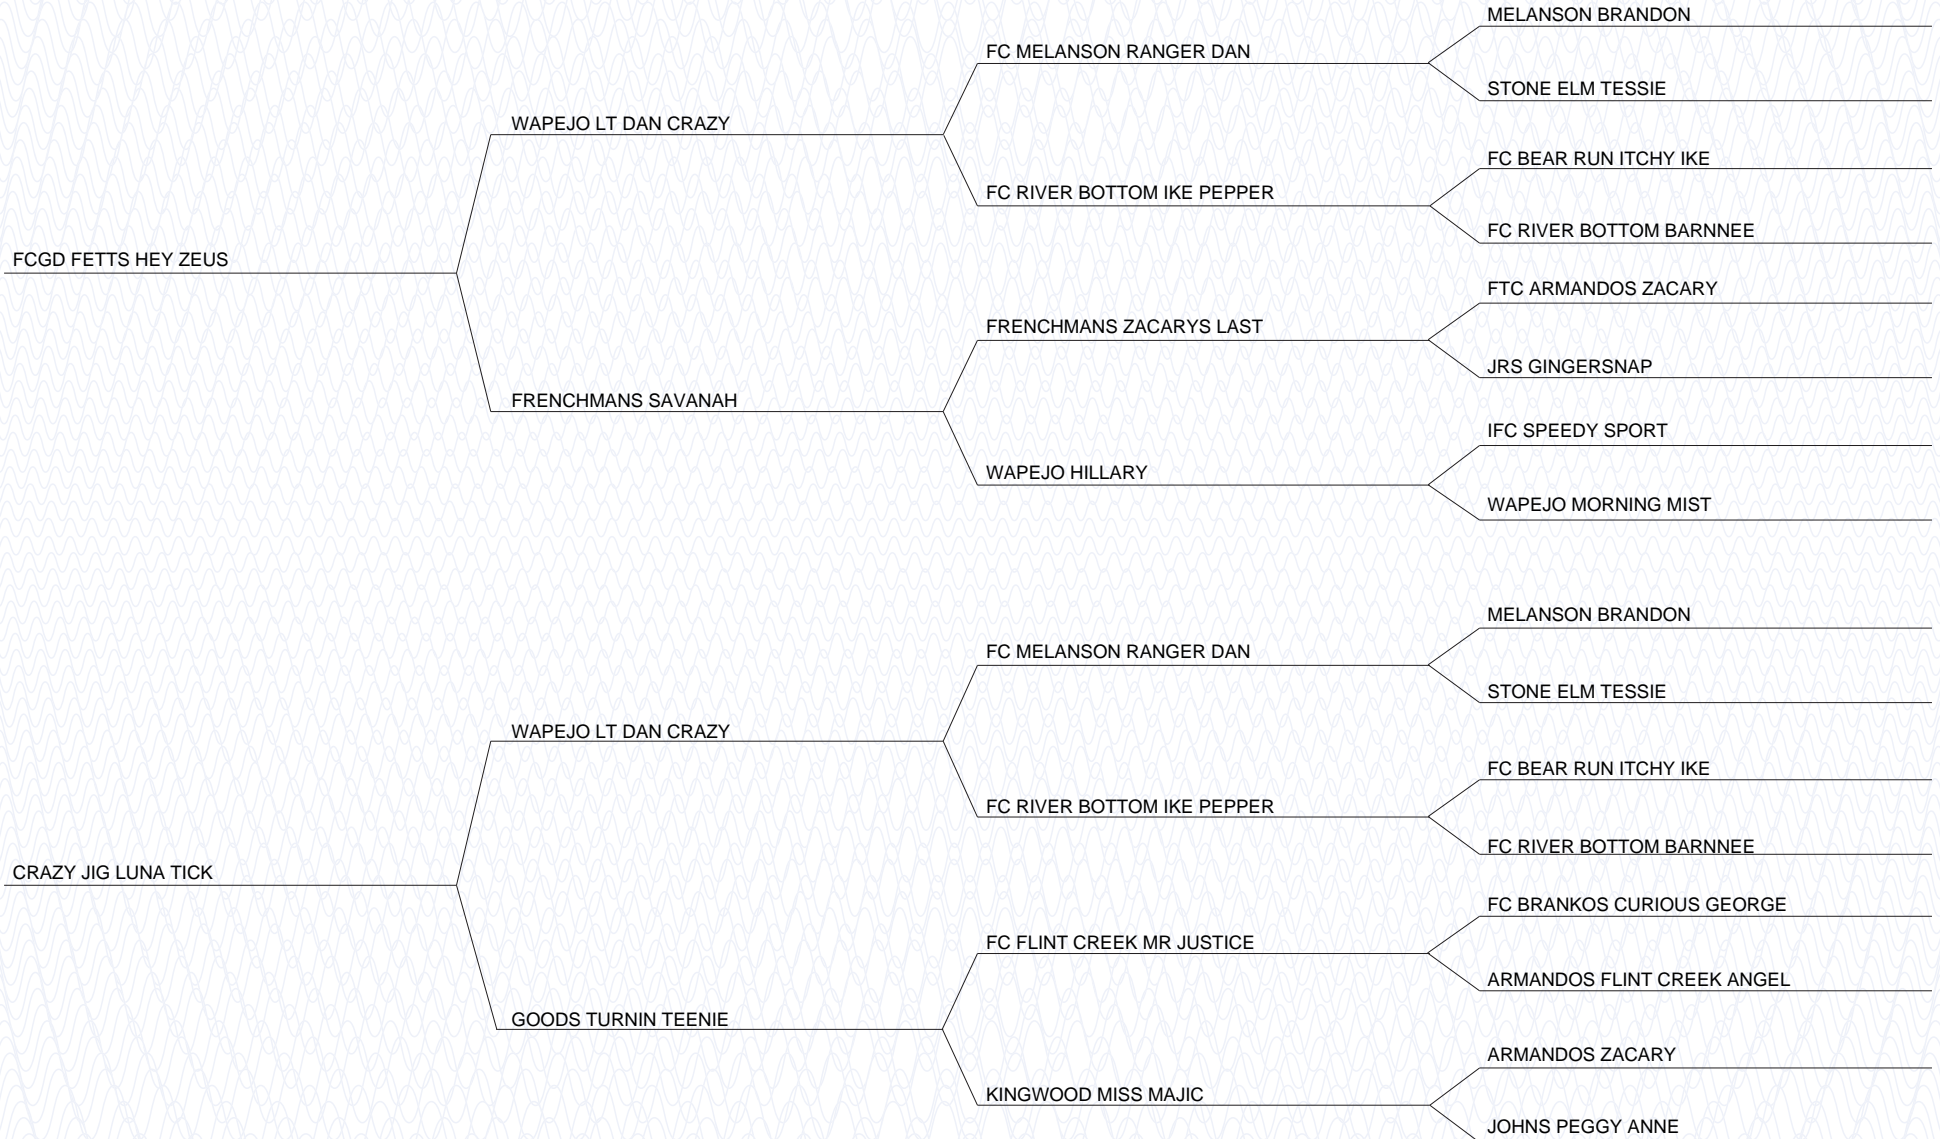 MELANSON BRANDON
FC MELANSON RANGER DAN
STONE ELM TESSIE
WAPEJO LT DAN CRAZY
FC BEAR RUN ITCHY IKE
FC RIVER BOTTOM IKE PEPPER
FC RIVER BOTTOM BARNNEE
FCGD FETTS HEY ZEUS
FTC ARMANDOS ZACARY
FRENCHMANS ZACARYS LAST
JRS GINGERSNAP
FRENCHMANS SAVANAH
IFC SPEEDY SPORT
WAPEJO HILLARY
WAPEJO MORNING MIST
MELANSON BRANDON
FC MELANSON RANGER DAN
STONE ELM TESSIE
WAPEJO LT DAN CRAZY
FC BEAR RUN ITCHY IKE
FC RIVER BOTTOM IKE PEPPER
FC RIVER BOTTOM BARNNEE
CRAZY JIG LUNA TICK
FC BRANKOS CURIOUS GEORGE
FC FLINT CREEK MR JUSTICE
ARMANDOS FLINT CREEK ANGEL
GOODS TURNIN TEENIE
ARMANDOS ZACARY
KINGWOOD MISS MAJIC
JOHNS PEGGY ANNE